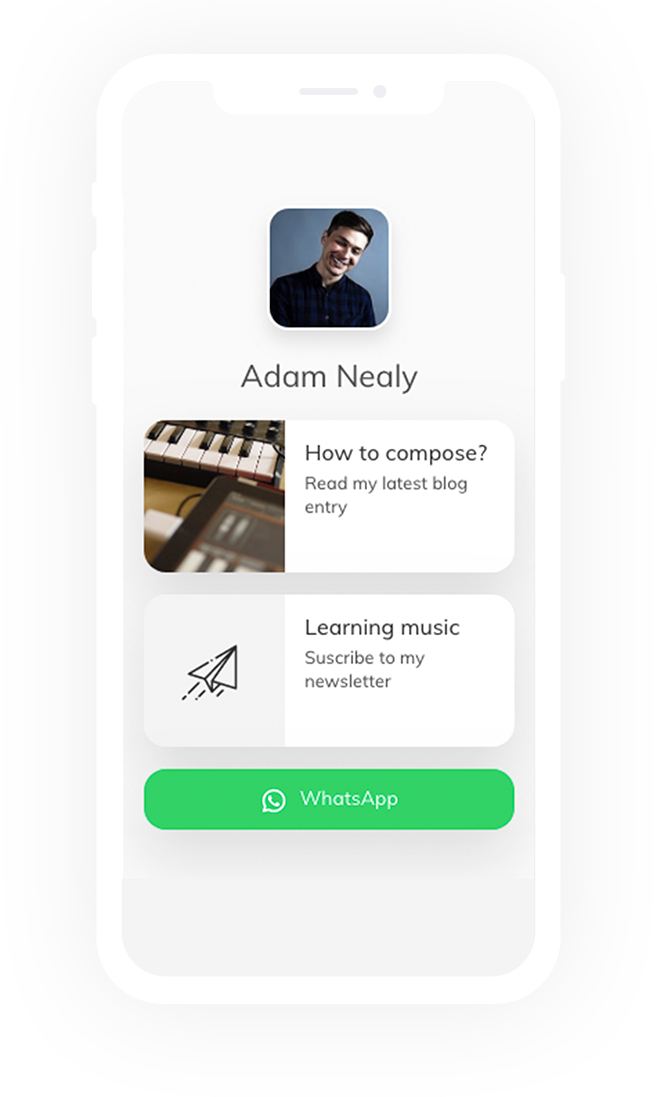 Adam Nealy
How to compose?
Read my latest blog
entry
Learning music
Suscribe to my
newsletter
WhatsApp